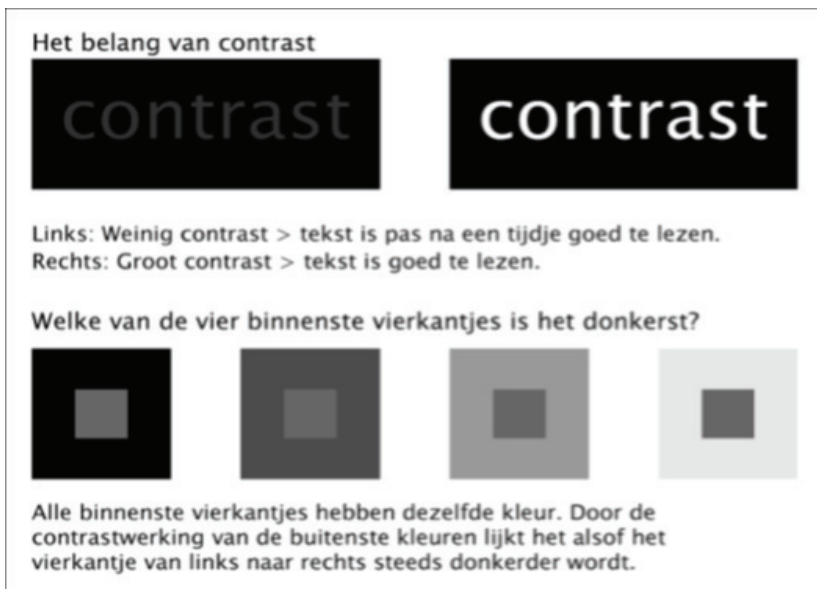 Het belang van contrast
contrast
contrast
Links: Weinig contrast > tekst is pas na een tijdje goed te lezen.
Rechts: Groot contrast > tekst is goed te lezen.
Welke van de vier binnenste vierkantjes is het donkerst?
Alle binnenste vierkantjes hebben dezelfde kleur. Door de
contrastwerking van de buitenste kleuren lijkt het alsof het
vierkantje van links naar rechts steeds donkerder wordt.